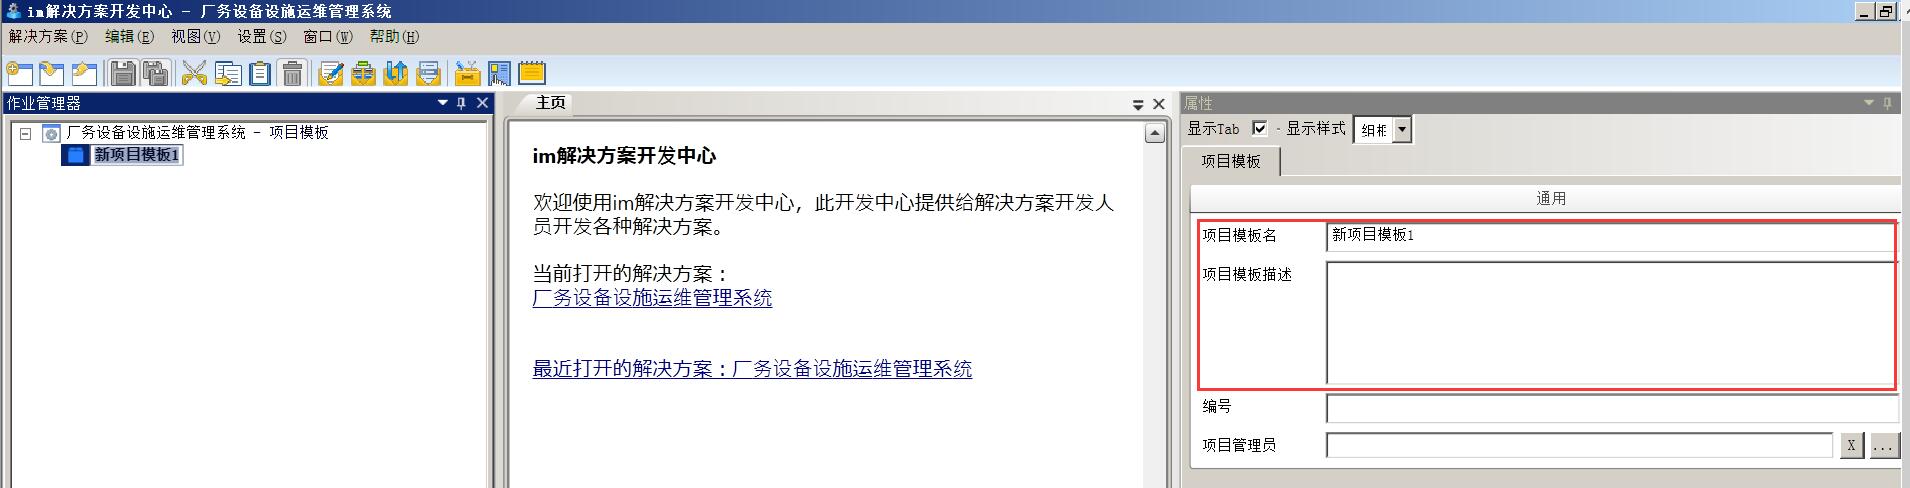 im解决方案开发中心 - 厂务设备设施运维管理系统
解决方案(P) 编辑(E) 视图(V) 设置(S) 窗口(W) 帮助(H)
作业管理器
厂务设备设施运维管理系统 - 项目模板
新项目模板1
主页
im解决方案开发中心
欢迎使用im解决方案开发中心，此开发中心提供给解决方案开发人
员开发各种解决方案。
当前打开的解决方案：
厂务设备设施运维管理系统
最近打开的解决方案：厂务设备设施运维管理系统
属性
显示Tab - 显示样式
项目模板
通用
项目模板名 新项目模板1
项目模板描述
编号
项目管理员 X ...